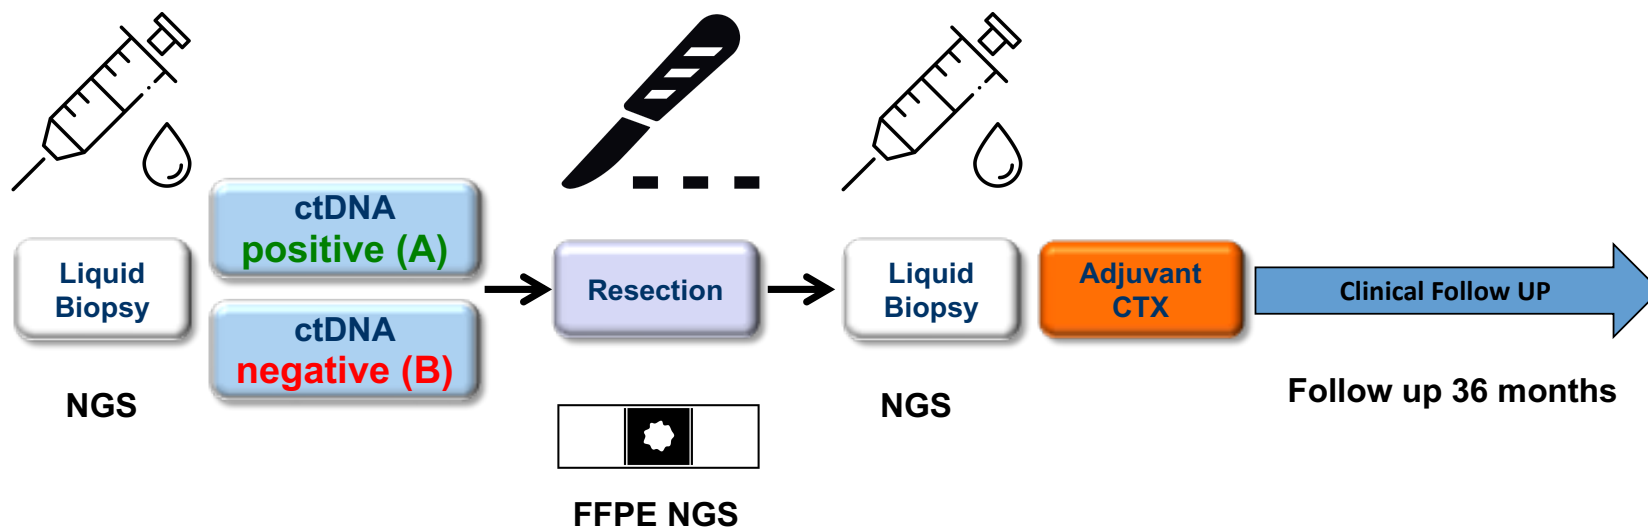 ctDNA
positive (A)
Liquid
Biopsy
ctDNA
negative (B)
NGS
Resection
FFPE NGS
Liquid
Biopsy
NGS
Adjuvant
CTX
Clinical Follow UP
Follow up 36 months